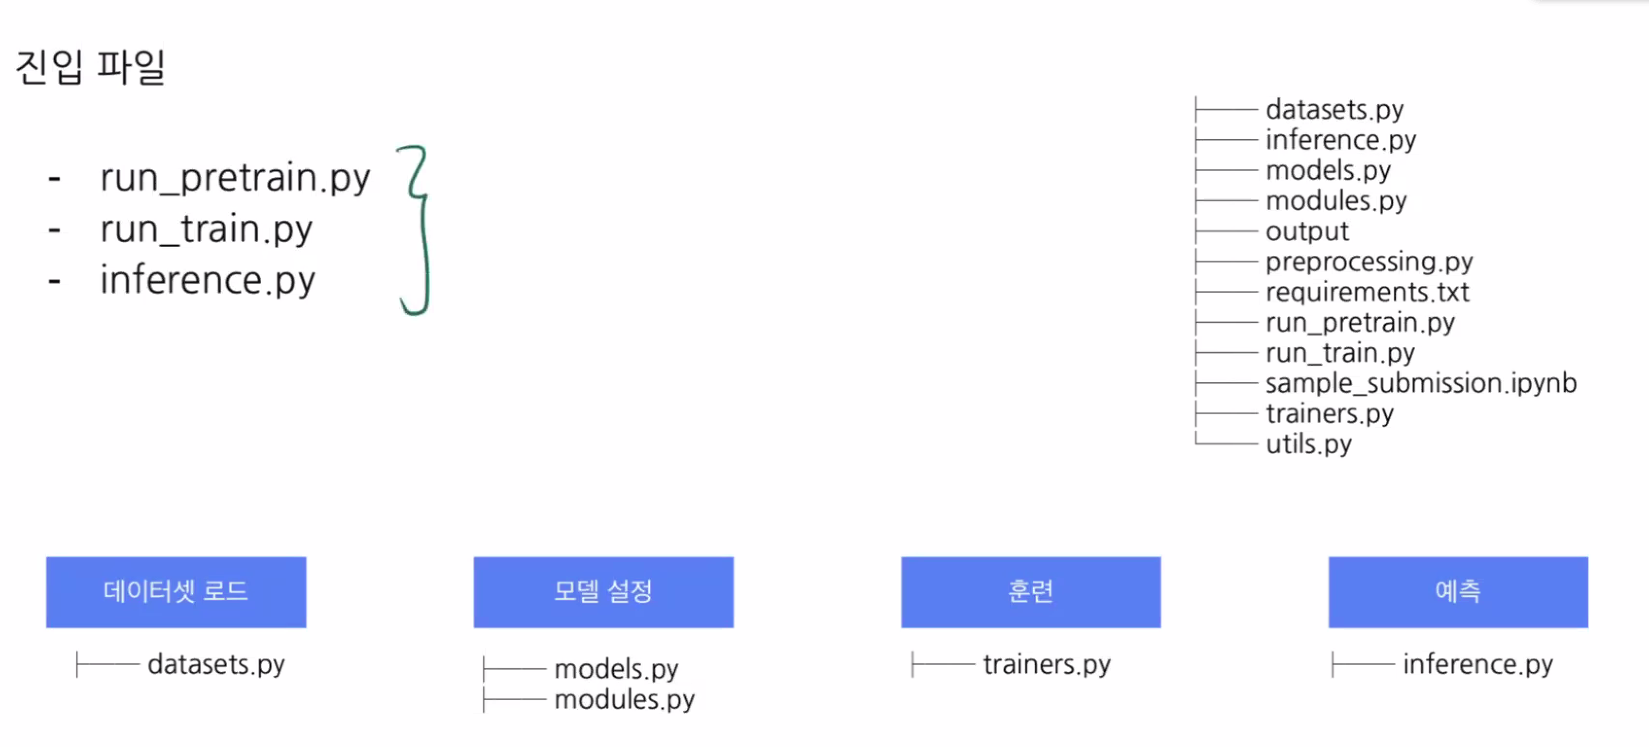 진입 파일
- run_pretrain.py
- run_train.py
- inference.py
datasets.py
inference.py
models.py
modules.py
output
preprocessing.py
requirements.txt
run_pretrain.py
run_train.py
sample_submission.ipynb
trainers.py
utils.py
데이터셋 로드
datasets.py
모델 설정
models.py
modules.py
훈련
trainers.py
예측
inference.py